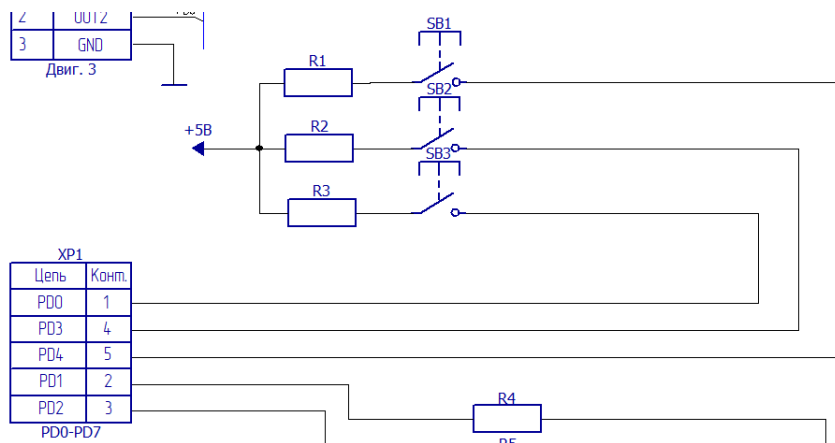 2 OUT2
3 GND
Двиг. 3
SB1
R1
SB2
+5В
R2
SB3
R3
XP1
Цепь Конт.
PD0 1
PD3 4
PD4 5
PD1 2
PD2 3
PD0-PD7
R4